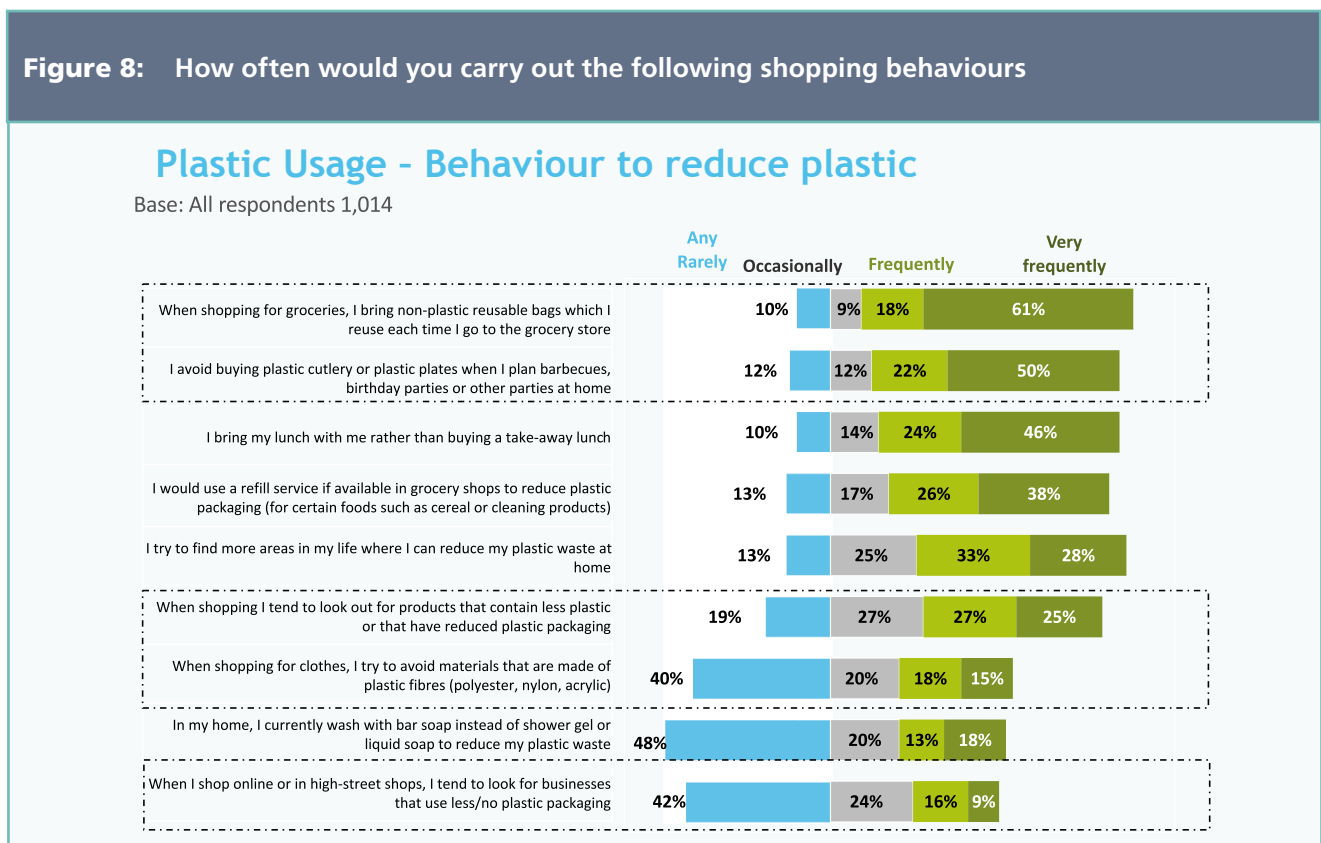 Figure 8: How often would you carry out the following shopping behaviours
Plastic Usage - Behaviour to reduce plastic
Base: All respondents 1,014
Any
Rarely
Occasionally
Frequently
Very
frequently
When shopping for groceries, I bring non-plastic reusable bags which I
reuse each time I go to the grocery store
10% 9% 18% 61%
I avoid buying plastic cutlery or plastic plates when I plan barbecues,
birthday parties or other parties at home
12% 12% 22% 50%
I bring my lunch with me rather than buying a take-away lunch
10% 14% 24% 46%
I would use a refill service if available in grocery shops to reduce plastic
packaging (for certain foods such as cereal or cleaning products)
13% 17% 26% 38%
I try to find more areas in my life where I can reduce my plastic waste at
home
13% 25% 33% 28%
When shopping I tend to look out for products that contain less plastic
or that have reduced plastic packaging
19% 27% 27% 25%
When shopping for clothes, I try to avoid materials that are made of
plastic fibres (polyester, nylon, acrylic)
40% 20% 18% 15%
In my home, I currently wash with bar soap instead of shower gel or
liquid soap to reduce my plastic waste
48% 20% 13% 18%
When I shop online or in high-street shops, I tend to look for businesses
that use less/no plastic packaging
42% 24% 16% 9%